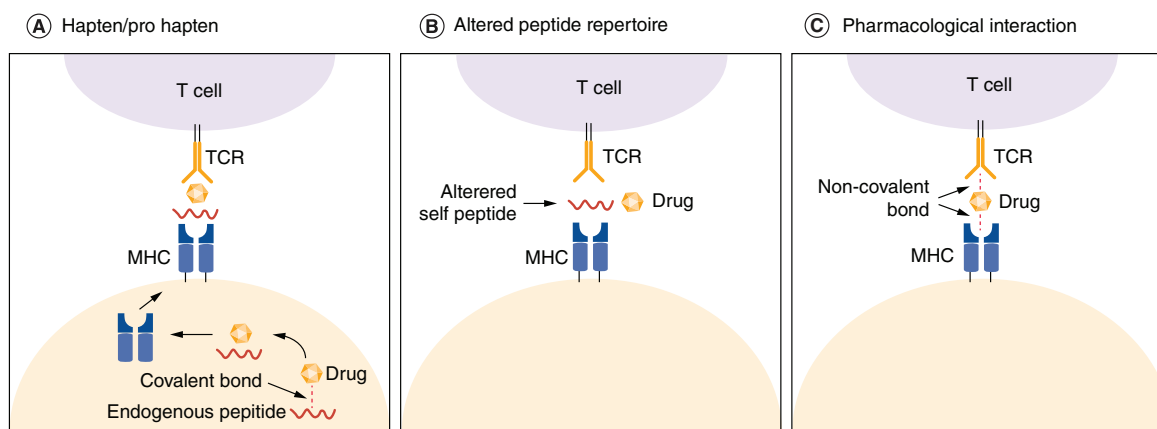 A Hapten/pro hapten
T cell
TCR
MHC
Drug
Covalent bond
Endogenous pepitide
B Altered peptide repertoire
T cell
TCR
Alterered
self peptide
Drug
MHC
C Pharmacological interaction
T cell
TCR
Non-covalent
bond
Drug
MHC